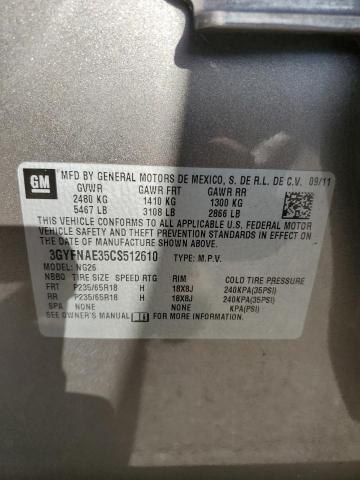 GM MFD BY GENERAL MOTORS DE MEXICO, S. DE R.L. DE C.V. 09/11
GVWR GAWR FRT GAWR RR
2480 KG 1410 KG 1300 KG
5467 LB 3108 LB 2866 LB
THIS VEHICLE CONFORMS TO ALL APPLICABLE U.S. FEDERAL MOTOR
VEHICLE SAFETY, BUMPER, AND THEFT PREVENTION STANDARDS IN EFFECT ON
THE DATE OF MANUFACTURE SHOWN ABOVE.
3GYFNAE35CS512610 TYPE: M.P.V.
MODEL: NG26
NBBQ TIRE SIZE SPEED RTG RIM COLD TIRE PRESSURE
FRT P235/65R18 H 18X8J 240KPA(35PSI)
RR P235/65R18 H 18X8J 240KPA(35PSI)
SPA NONE NONE KPA(PSI)
SEE OWNER'S MANUAL FOR MORE INFORMATION.